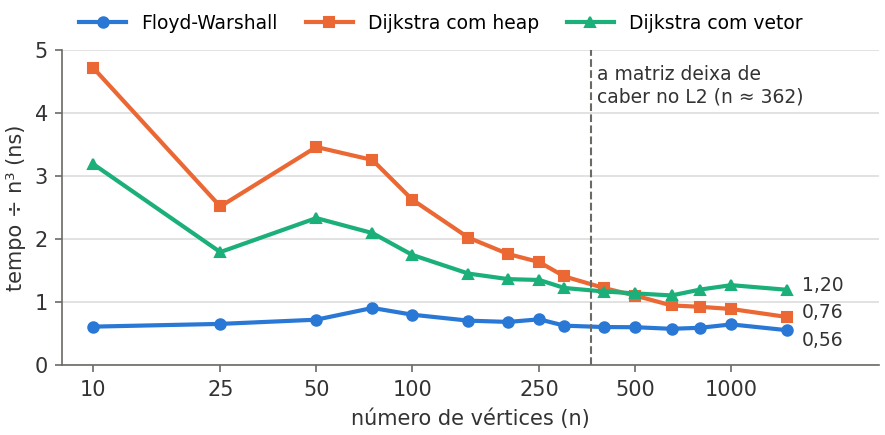 Floyd-Warshall Dijkstra com heap Dijkstra com vetor
a matriz deixa de
caber no L2 (n ≈ 362)
tempo ÷ n³ (ns)
5
4
3
2
1
0
1,20
0,76
0,56
10 25 50 100 250 500 1000
número de vértices (n)